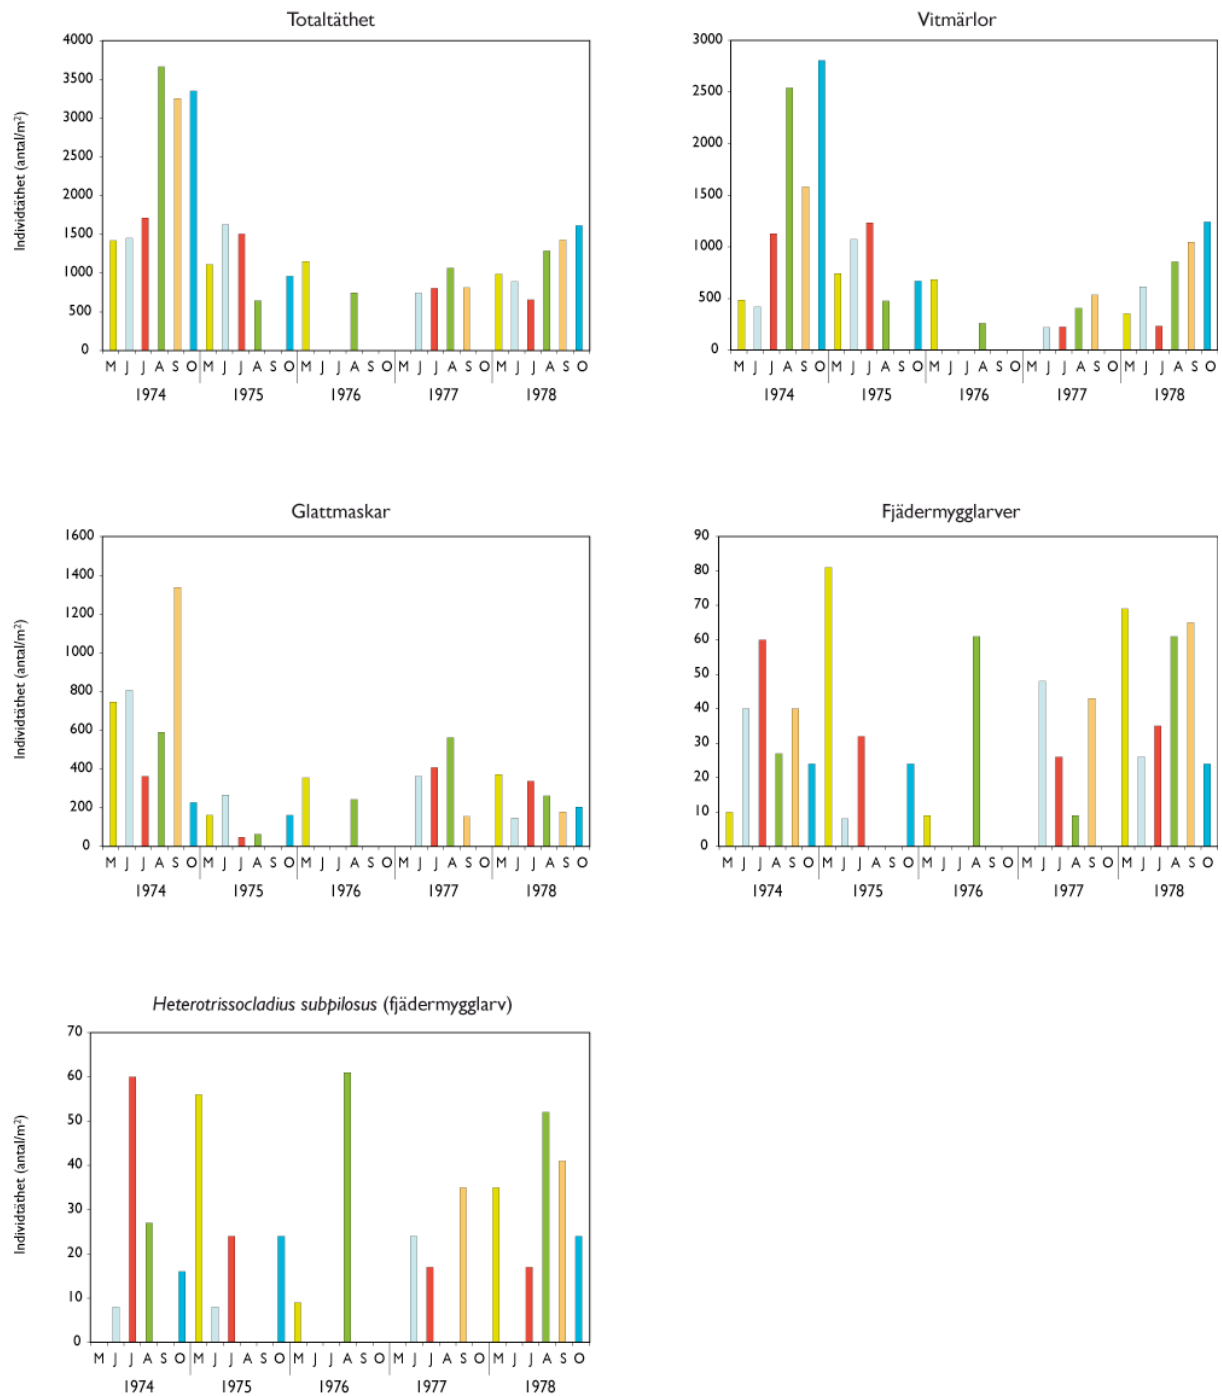 Totaltäthet
Individtäthet (antal/m²)
4000
3500
3000
2500
2000
1500
1000
500
0
M J J A S O M J J A S O M J J A S O M J J A S O M J J A S O
1974 1975 1976 1977 1978
Vitmärlor
3000
2500
2000
1500
1000
500
0
M J J A S O M J J A S O M J J A S O M J J A S O M J J A S O
1974 1975 1976 1977 1978
Glattmaskar
Individtäthet (antal/m²)
1600
1400
1200
1000
800
600
400
200
0
M J J A S O M J J A S O M J J A S O M J J A S O M J J A S O
1974 1975 1976 1977 1978
Fjädermygglarver
90
80
70
60
50
40
30
20
10
0
M J J A S O M J J A S O M J J A S O M J J A S O M J J A S O
1974 1975 1976 1977 1978
Heterotrissocladius subpilosus (fjädermygglarv)
Individtäthet (antal/m²)
70
60
50
40
30
20
10
0
M J J A S O M J J A S O M J J A S O M J J A S O M J J A S O
1974 1975 1976 1977 1978